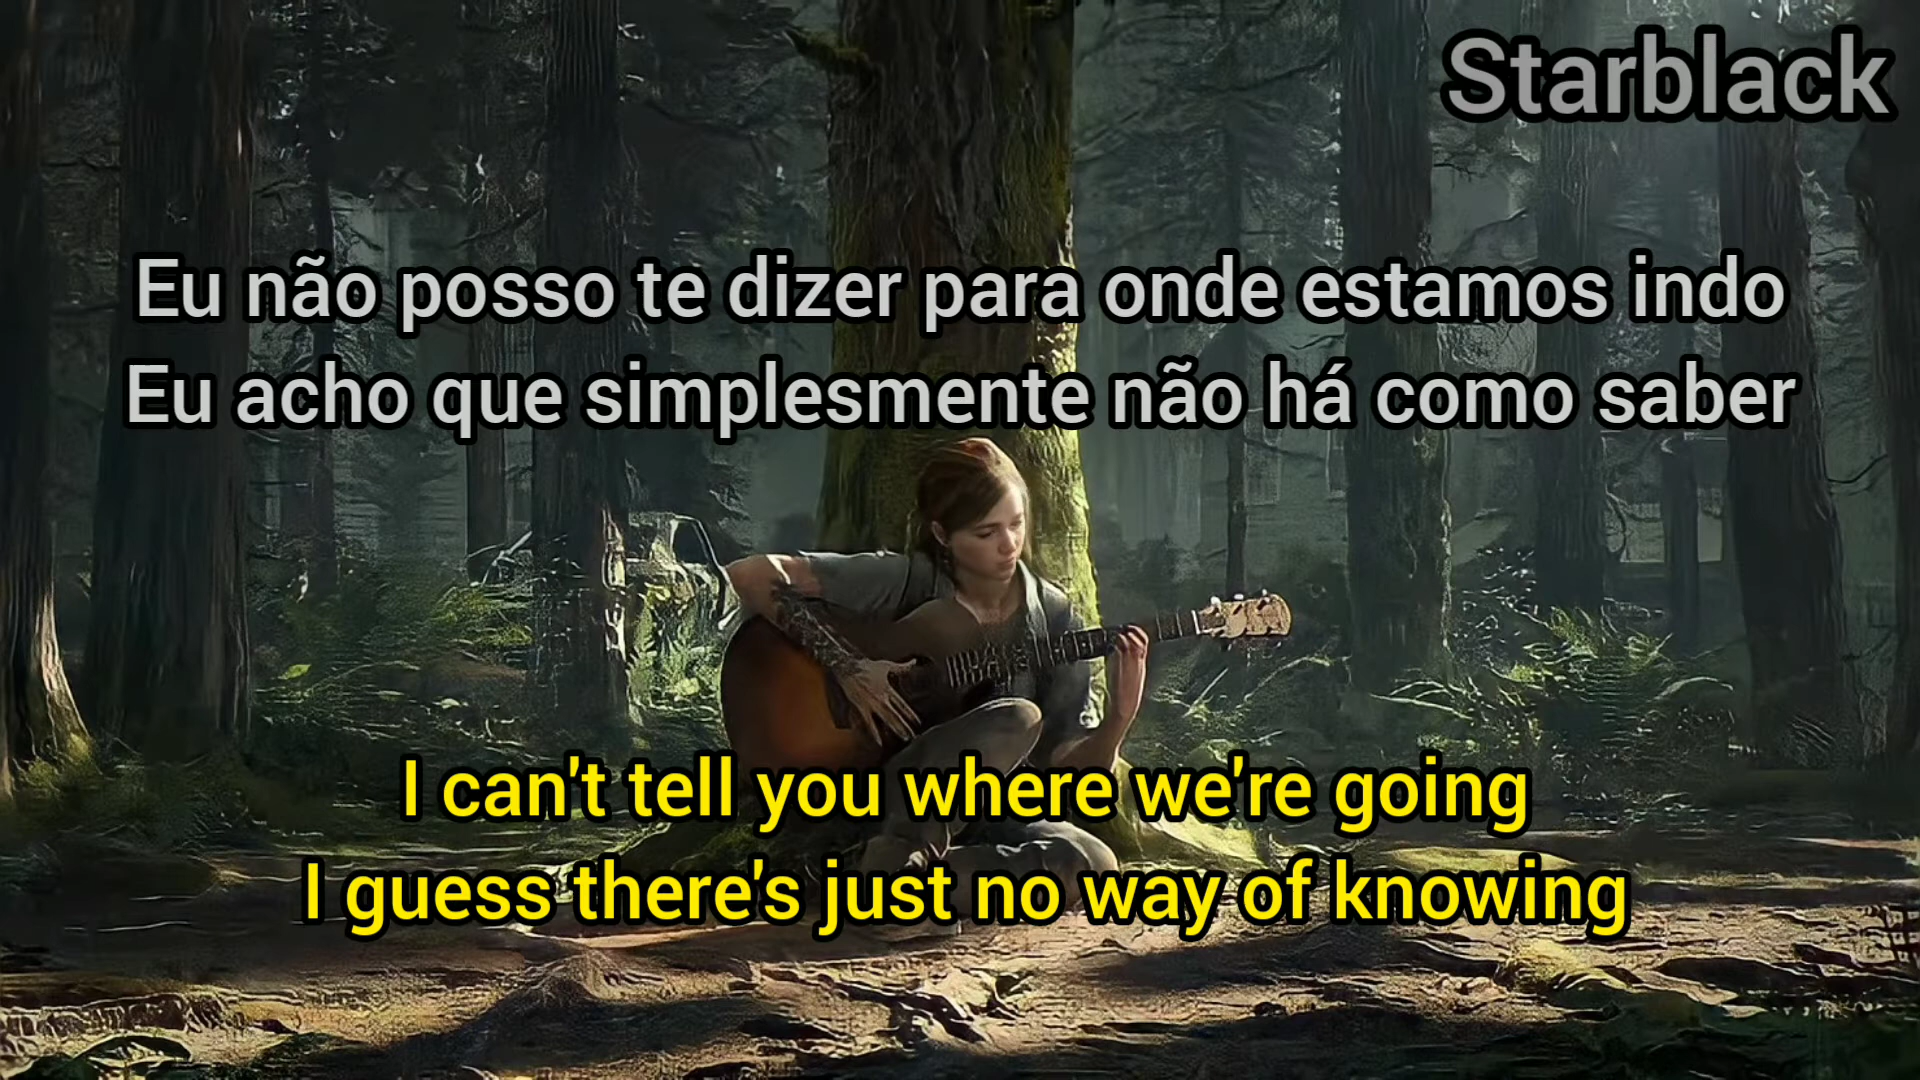 Starblack
Eu não posso te dizer para onde estamos indo
Eu acho que simplesmente não há como saber
I can't tell you where we're going
I guess there's just no way of knowing